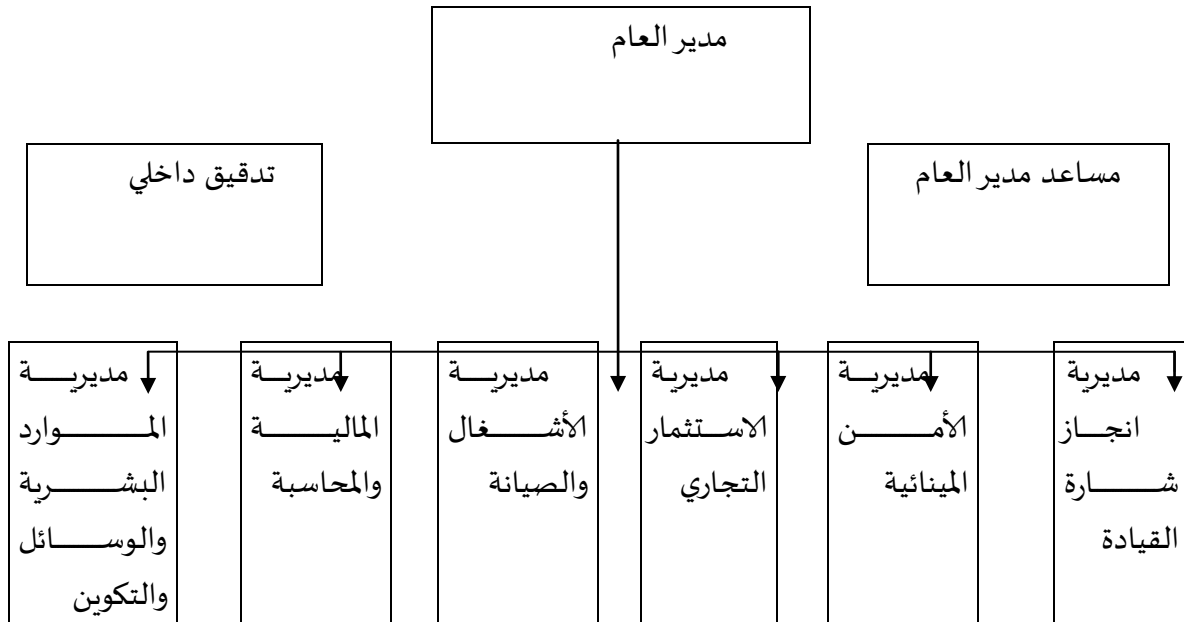 مدير العام
مساعد مدير العام
تدقيق داخلي
مديرية
انجاز
شارة
القيادة
مديرية
الأمن
المينائية
مديرية
الاستثمار
التجاري
مديرية
الأشغال
والصيانة
مديرية
المالية
والمحاسبة
مديرية
الموارد
البشرية
والوسائل
والتكوين